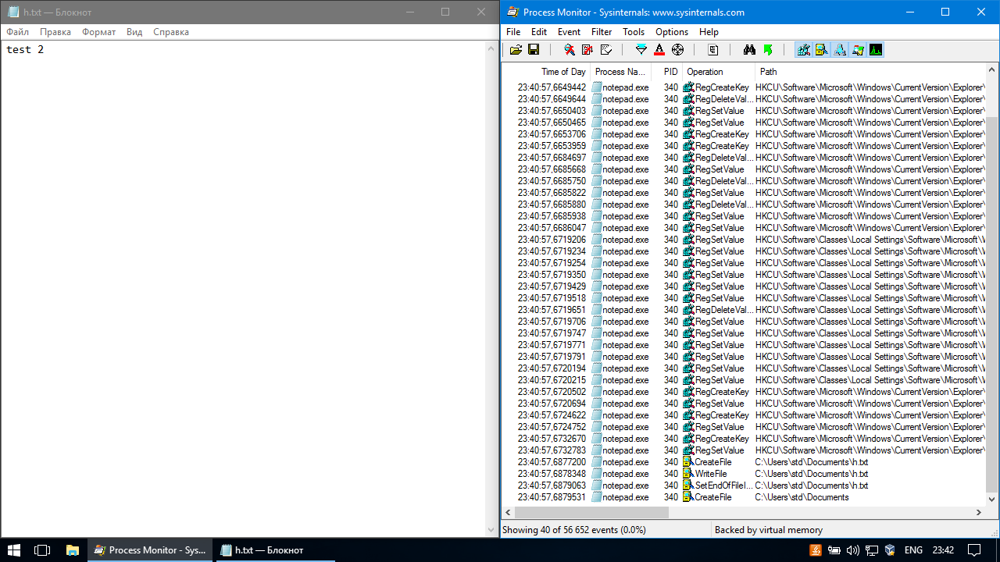 h.txt — Блокнот
Файл Правка Формат Вид Справка
test 2
Process Monitor - Sysinternals: www.sysinternals.com
File Edit Event Filter Tools Options Help
Time of Day Process Na... PID Operation Path
23:40:57,6649442 notepad.exe 340 RegCreateKey HKCU\Software\Microsoft\Windows\CurrentVersion\Explorer\
23:40:57,6649644 notepad.exe 340 RegDeleteVal... HKCU\Software\Microsoft\Windows\CurrentVersion\Explorer\
23:40:57,6650403 notepad.exe 340 RegSetValue HKCU\Software\Microsoft\Windows\CurrentVersion\Explorer\
23:40:57,6650465 notepad.exe 340 RegSetValue HKCU\Software\Microsoft\Windows\CurrentVersion\Explorer\
23:40:57,6653706 notepad.exe 340 RegCreateKey HKCU\Software\Microsoft\Windows\CurrentVersion\Explorer\
23:40:57,6653959 notepad.exe 340 RegCreateKey HKCU\Software\Microsoft\Windows\CurrentVersion\Explorer\
23:40:57,6684697 notepad.exe 340 RegDeleteVal... HKCU\Software\Microsoft\Windows\CurrentVersion\Explorer\
23:40:57,6685668 notepad.exe 340 RegSetValue HKCU\Software\Microsoft\Windows\CurrentVersion\Explorer\
23:40:57,6685750 notepad.exe 340 RegDeleteVal... HKCU\Software\Microsoft\Windows\CurrentVersion\Explorer\
23:40:57,6685822 notepad.exe 340 RegSetValue HKCU\Software\Microsoft\Windows\CurrentVersion\Explorer\
23:40:57,6685880 notepad.exe 340 RegDeleteVal... HKCU\Software\Microsoft\Windows\CurrentVersion\Explorer\
23:40:57,6685938 notepad.exe 340 RegSetValue HKCU\Software\Microsoft\Windows\CurrentVersion\Explorer\
23:40:57,6686047 notepad.exe 340 RegSetValue HKCU\Software\Microsoft\Windows\CurrentVersion\Explorer\
23:40:57,6719206 notepad.exe 340 RegSetValue HKCU\Software\Classes\Local Settings\Software\Microsoft\W
23:40:57,6719234 notepad.exe 340 RegSetValue HKCU\Software\Classes\Local Settings\Software\Microsoft\W
23:40:57,6719254 notepad.exe 340 RegSetValue HKCU\Software\Classes\Local Settings\Software\Microsoft\W
23:40:57,6719350 notepad.exe 340 RegSetValue HKCU\Software\Classes\Local Settings\Software\Microsoft\W
23:40:57,6719429 notepad.exe 340 RegSetValue HKCU\Software\Classes\Local Settings\Software\Microsoft\W
23:40:57,6719518 notepad.exe 340 RegSetValue HKCU\Software\Classes\Local Settings\Software\Microsoft\W
23:40:57,6719651 notepad.exe 340 RegDeleteVal... HKCU\Software\Classes\Local Settings\Software\Microsoft\W
23:40:57,6719706 notepad.exe 340 RegSetValue HKCU\Software\Classes\Local Settings\Software\Microsoft\W
23:40:57,6719747 notepad.exe 340 RegSetValue HKCU\Software\Classes\Local Settings\Software\Microsoft\W
23:40:57,6719771 notepad.exe 340 RegSetValue HKCU\Software\Classes\Local Settings\Software\Microsoft\W
23:40:57,6719791 notepad.exe 340 RegSetValue HKCU\Software\Classes\Local Settings\Software\Microsoft\W
23:40:57,6720194 notepad.exe 340 RegSetValue HKCU\Software\Classes\Local Settings\Software\Microsoft\W
23:40:57,6720215 notepad.exe 340 RegSetValue HKCU\Software\Classes\Local Settings\Software\Microsoft\W
23:40:57,6720502 notepad.exe 340 RegCreateKey HKCU\Software\Microsoft\Windows\CurrentVersion\Explorer\
23:40:57,6720694 notepad.exe 340 RegSetValue HKCU\Software\Microsoft\Windows\CurrentVersion\Explorer\
23:40:57,6724622 notepad.exe 340 RegCreateKey HKCU\Software\Microsoft\Windows\CurrentVersion\Explorer\
23:40:57,6724752 notepad.exe 340 RegSetValue HKCU\Software\Microsoft\Windows\CurrentVersion\Explorer\
23:40:57,6732670 notepad.exe 340 RegCreateKey HKCU\Software\Microsoft\Windows\CurrentVersion\Explorer\
23:40:57,6732783 notepad.exe 340 RegSetValue HKCU\Software\Microsoft\Windows\CurrentVersion\Explorer\
23:40:57,6877200 notepad.exe 340 CreateFile C:\Users\std\Documents\h.txt
23:40:57,6878348 notepad.exe 340 WriteFile C:\Users\std\Documents\h.txt
23:40:57,6879063 notepad.exe 340 SetEndOfFileI... C:\Users\std\Documents\h.txt
23:40:57,6879531 notepad.exe 340 CreateFile C:\Users\std\Documents
Showing 40 of 56 652 events (0.0%) Backed by virtual memory
Process Monitor - Sys... h.txt — Блокнот ENG 23:42